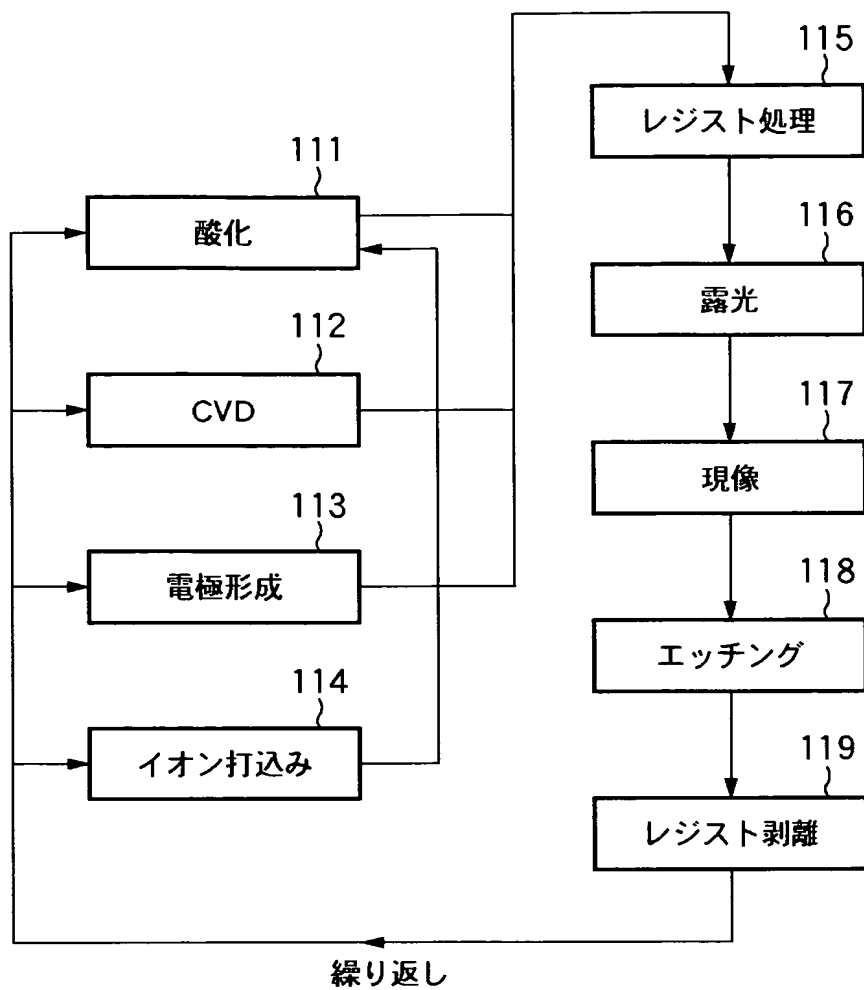 111
酸化
112
CVD
113
電極形成
114
イオン打込み
115
レジスト処理
116
露光
117
現像
118
エッチング
119
レジスト剥離
繰り返し